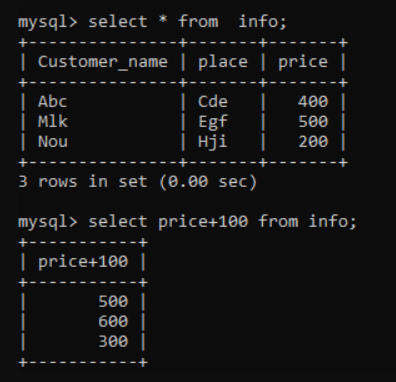 mysql> select * from  info;
+---------------+-------+-------+
| Customer_name | place | price |
+---------------+-------+-------+
| Abc           | Cde   |   400 |
| Mlk           | Egf   |   500 |
| Nou           | Hji   |   200 |
+---------------+-------+-------+
3 rows in set (0.00 sec)

mysql> select price+100 from info;
+-----------+
| price+100 |
+-----------+
|       500 |
|       600 |
|       300 |
+-----------+